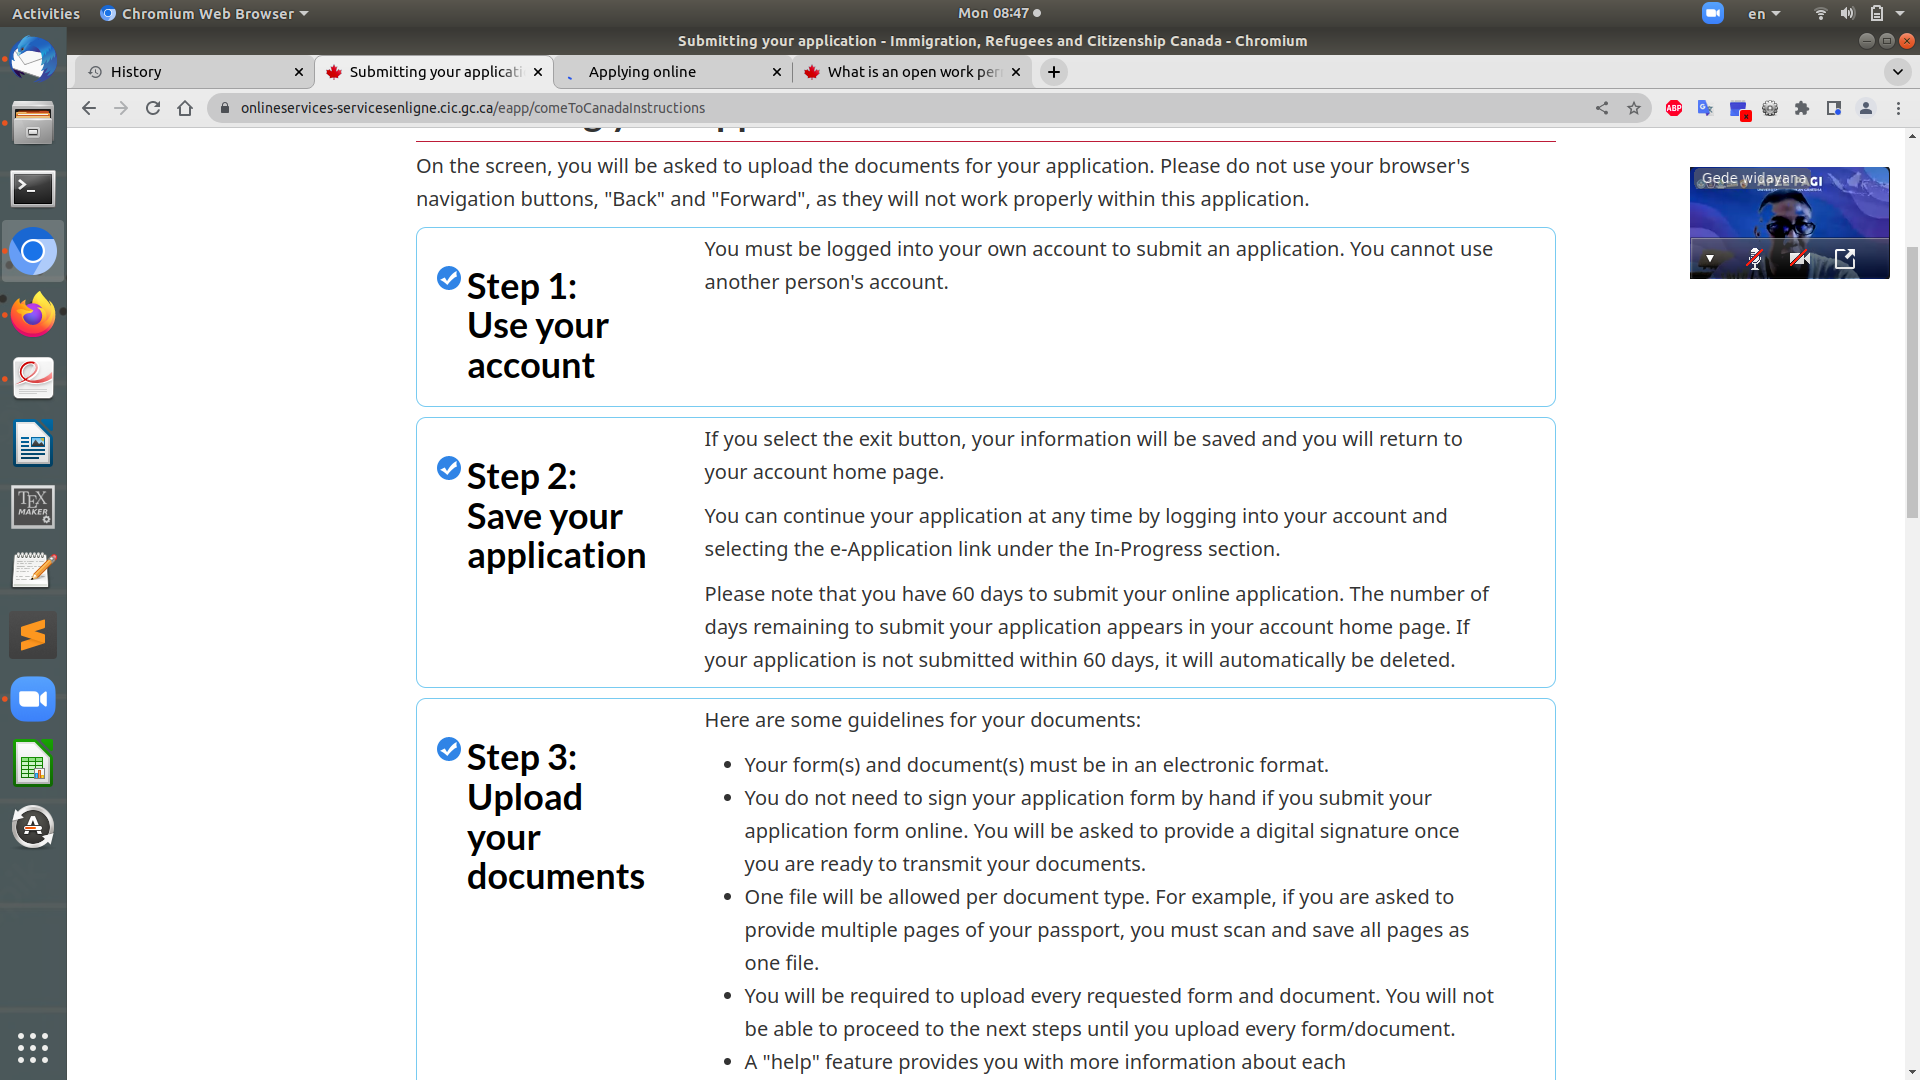 Activities
Chromium Web Browser
Mon 08:47
en
Submitting your application - Immigration, Refugees and Citizenship Canada - Chromium
History
Submitting your applicati
Applying online
What is an open work per
onlineservices-servicesenligne.cic.gc.ca/eapp/comeToCanadaInstructions
ABP
On the screen, you will be asked to upload the documents for your application. Please do not use your browser's
navigation buttons, "Back" and "Forward", as they will not work properly within this application.
Step 1:
Use your
account
You must be logged into your own account to submit an application. You cannot use
another person's account.
Step 2:
Save your
application
If you select the exit button, your information will be saved and you will return to
your account home page.
You can continue your application at any time by logging into your account and
selecting the e-Application link under the In-Progress section.
Please note that you have 60 days to submit your online application. The number of
days remaining to submit your application appears in your account home page. If
your application is not submitted within 60 days, it will automatically be deleted.
Step 3:
Upload
your
documents
Here are some guidelines for your documents:
Your form(s) and document(s) must be in an electronic format.
You do not need to sign your application form by hand if you submit your
application form online. You will be asked to provide a digital signature once
you are ready to transmit your documents.
One file will be allowed per document type. For example, if you are asked to
provide multiple pages of your passport, you must scan and save all pages as
one file.
You will be required to upload every requested form and document. You will not
be able to proceed to the next steps until you upload every form/document.
A "help" feature provides you with more information about each
Gede widayana
TEX
MAKER